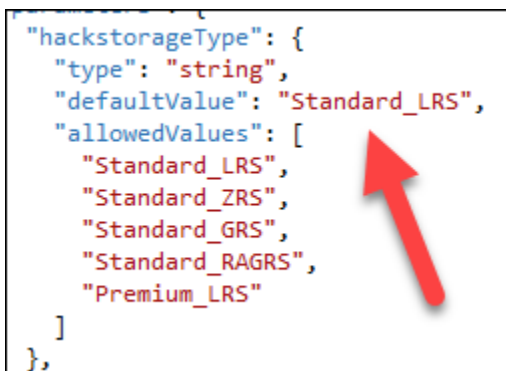 "hackstorageType": {
"type": "string",
"defaultValue": "Standard_LRS",
"allowedValues": [
"Standard_LRS",
"Standard_ZRS",
"Standard_GRS",
"Standard_RAGRS",
"Premium_LRS"
]
},